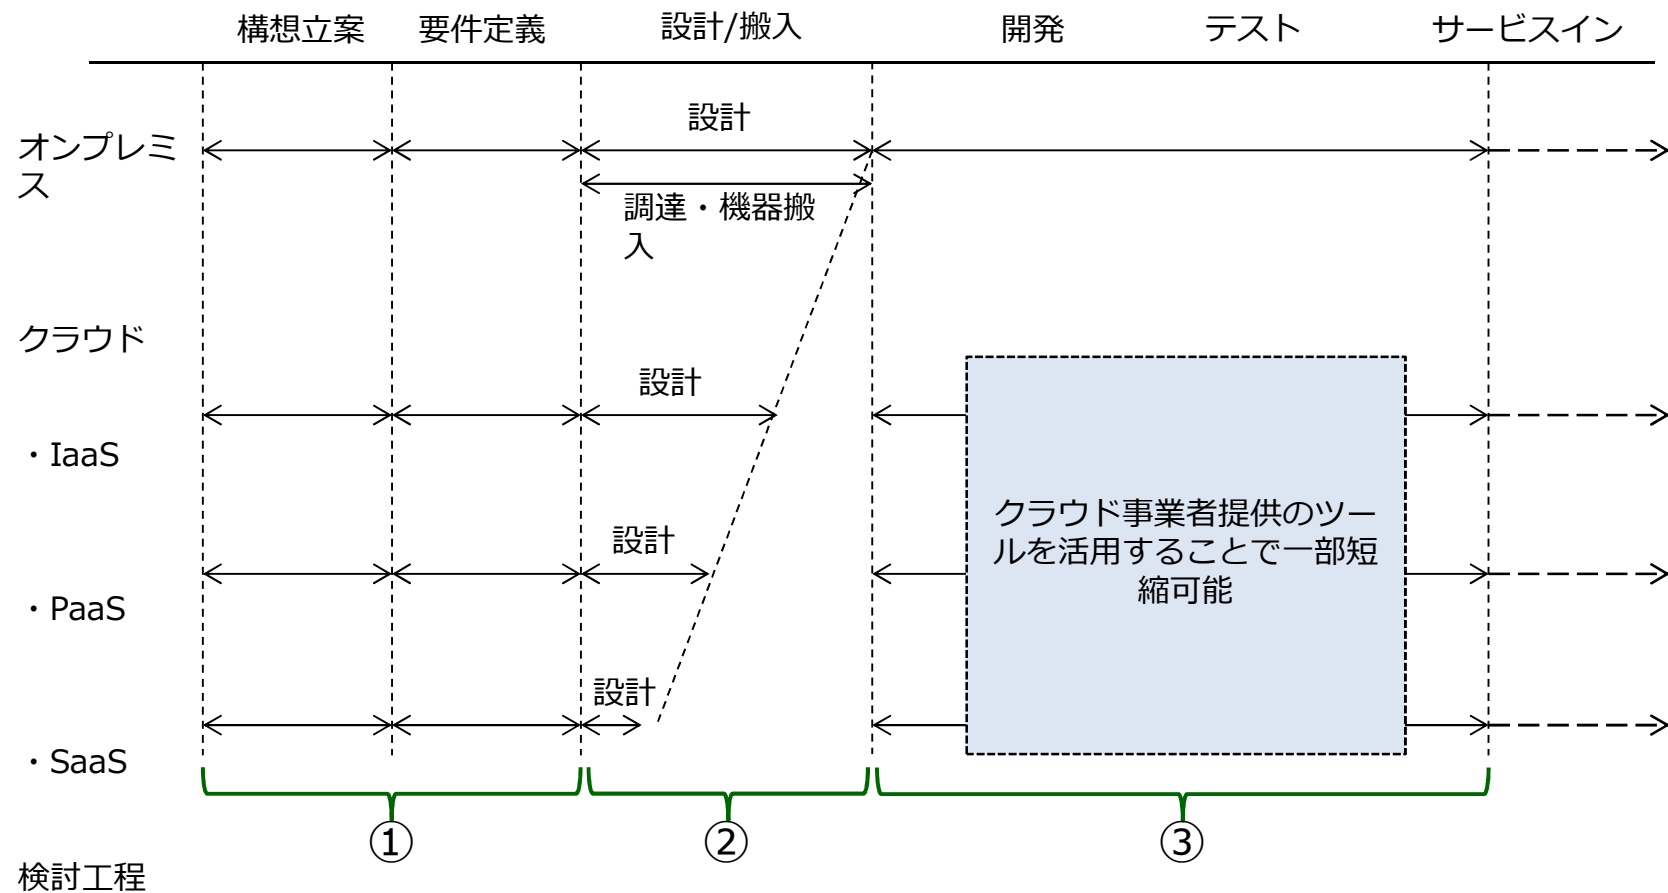 構想立案 要件定義 設計/搬入 開発 テスト サービスイン
設計
オンプレミ
ス
調達・機器搬
入
クラウド
設計
・IaaS
クラウド事業者提供のツー
ルを活用することで一部短
縮可能
設計
・PaaS
設計
・SaaS
① ② ③
検討工程